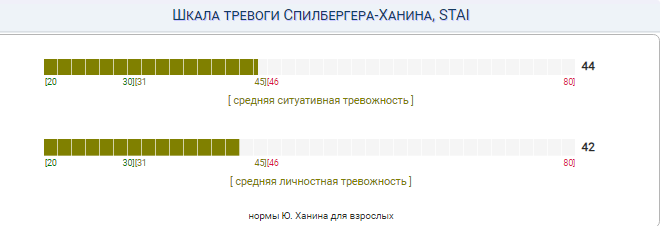 Шкала тревоги Спилбергера-Ханина, STAI
44
[20 30][31 45][46 80]
[ средняя ситуативная тревожность ]
42
[20 30][31 45][46 80]
[ средняя личностная тревожность ]
нормы Ю. Ханина для взрослых